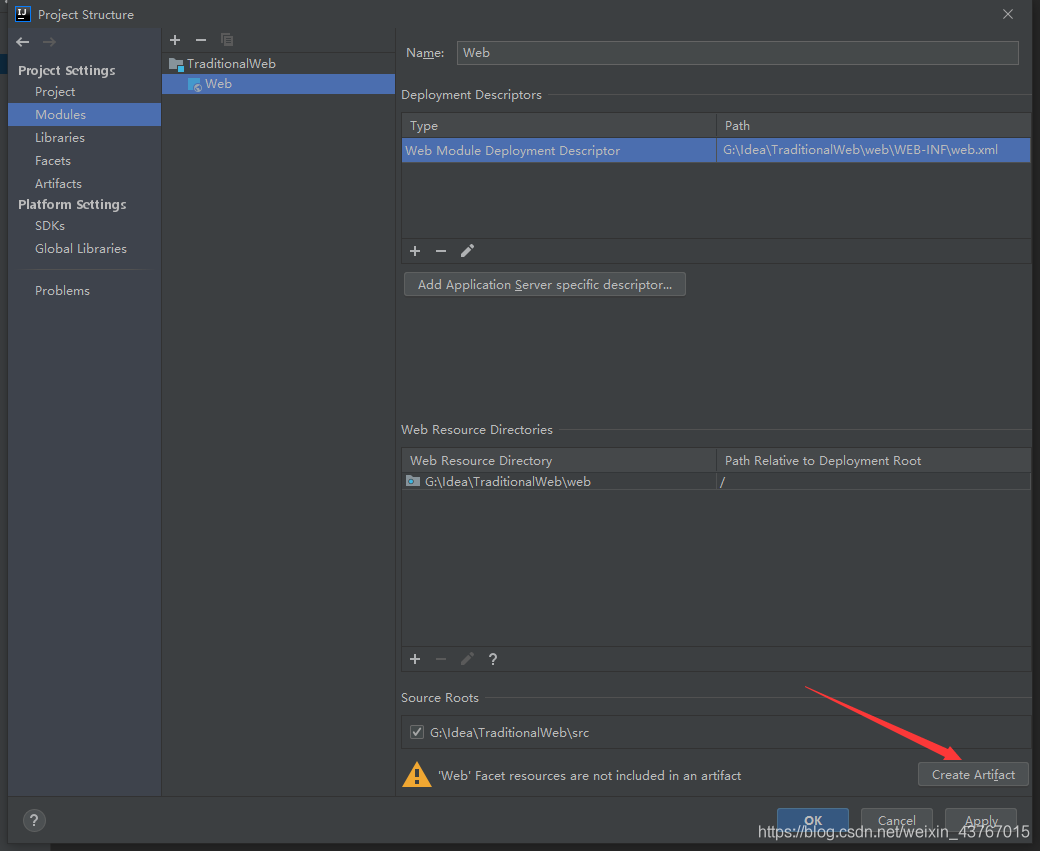 Project Structure
Project Settings
Project
Modules
Libraries
Facets
Artifacts
Platform Settings
SDKs
Global Libraries
Problems
TraditionalWeb
Web
Name: Web
Deployment Descriptors
Type Path
Web Module Deployment Descriptor G:\Idea\TraditionalWeb\web\WEB-INF\web.xml
Add Application Server specific descriptor...
Web Resource Directories
Web Resource Directory Path Relative to Deployment Root
G:\Idea\TraditionalWeb\web /
?
Source Roots
G:\Idea\TraditionalWeb\src
'Web' Facet resources are not included in an artifact Create Artifact
? OK Cancel Apply
https://blog.csdn.net/weixin_43767015